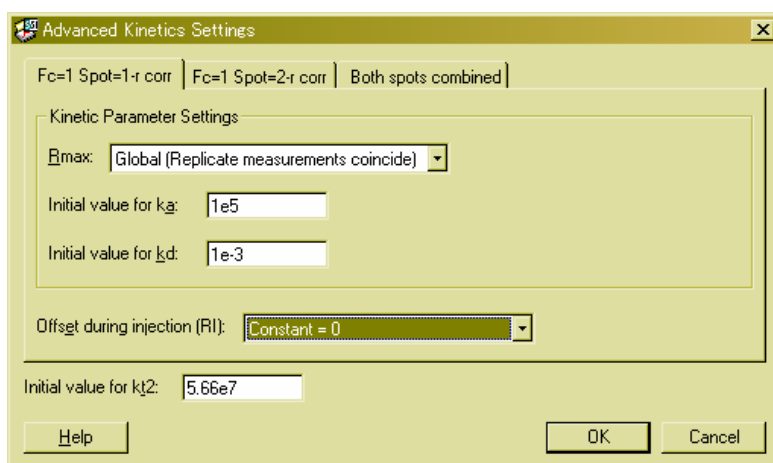 Advanced Kinetics Settings
Fc=1 Spot=1-r corr Fc=1 Spot=2-r corr Both spots combined
Kinetic Parameter Settings
Rmax: Global (Replicate measurements coincide)
Initial value for ka: 1e5
Initial value for kd: 1e-3
Offset during injection (RI): Constant = 0
Initial value for kt2: 5.66e7
Help OK Cancel